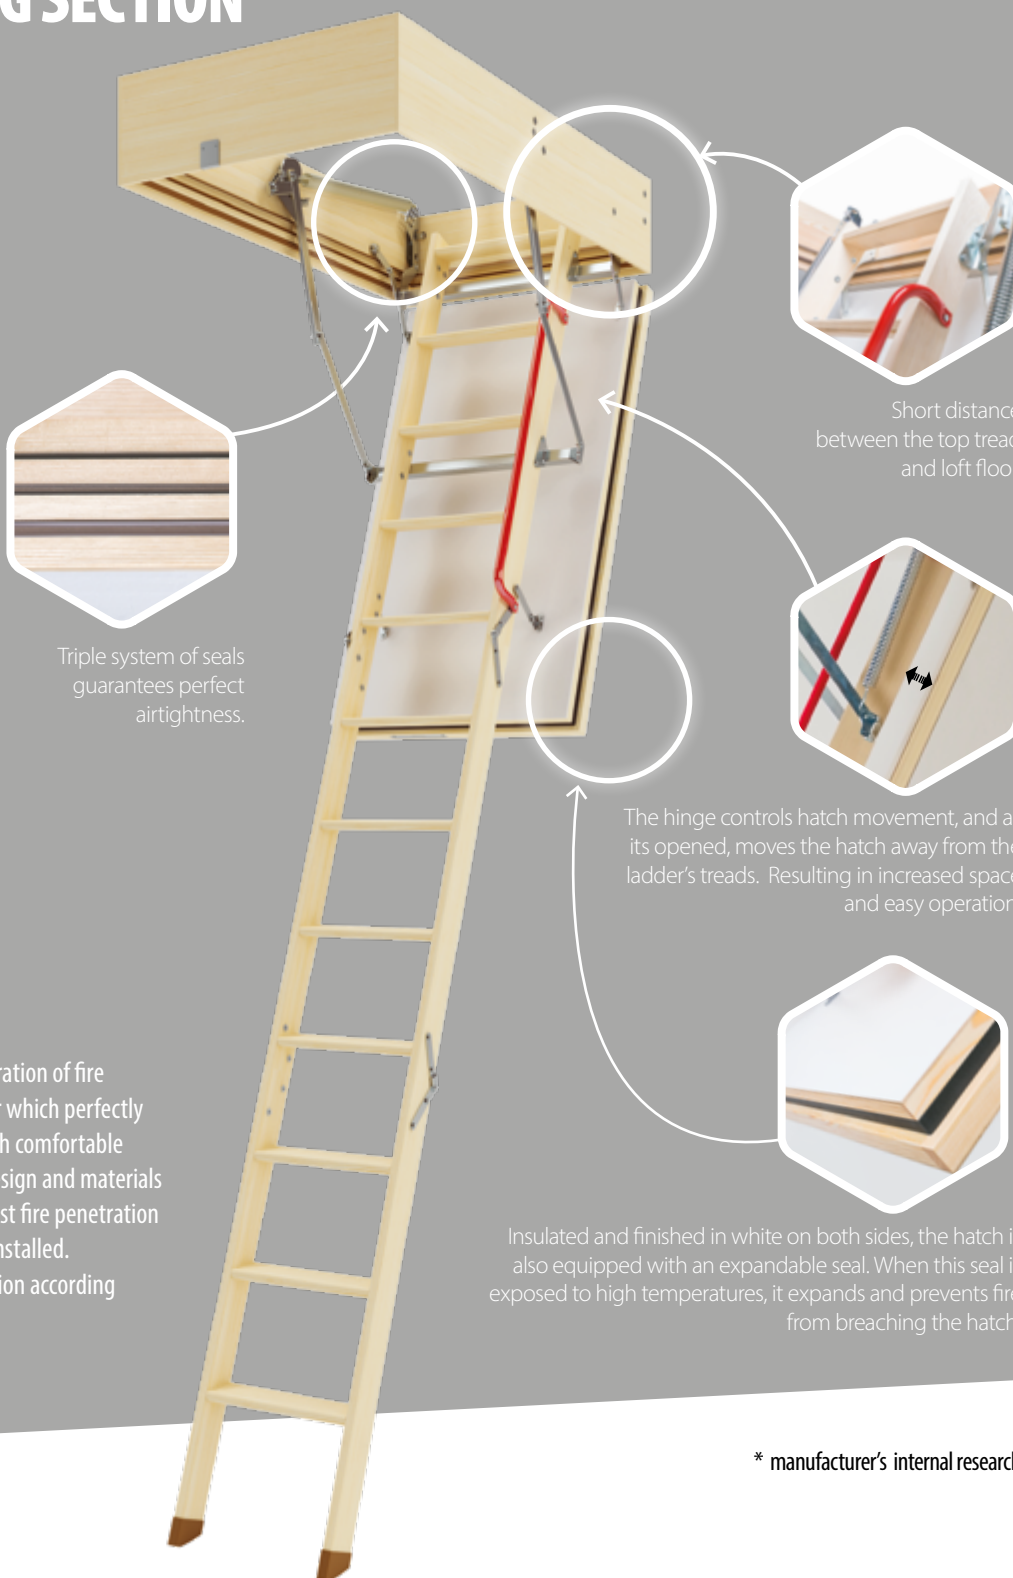 G SECTION
Short distance
between the top tread
and loft floor
Triple system of seals
guarantees perfect
airtightness.
The hinge controls hatch movement, and a
its opened, moves the hatch away from the
ladder's treads. Resulting in increased space
and easy operation
ration of fire
r which perfectly
h comfortable
sign and materials
st fire penetration
nstalled.
ion according
Insulated and finished in white on both sides, the hatch i
also equipped with an expandable seal. When this seal i
exposed to high temperatures, it expands and prevents fire
from breaching the hatch
* manufacturer's internal research